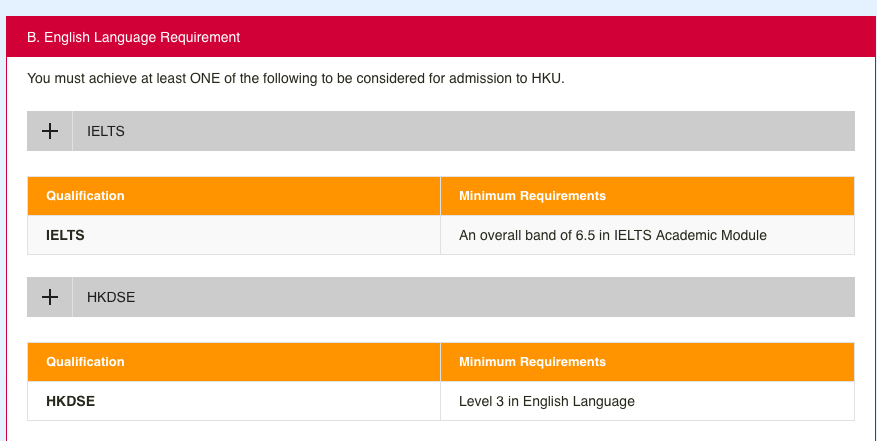 B. English Language Requirement
You must achieve at least ONE of the following to be considered for admission to HKU.
IELTS
Qualification Minimum Requirements
IELTS An overall band of 6.5 in IELTS Academic Module
HKDSE
Qualification Minimum Requirements
HKDSE Level 3 in English Language